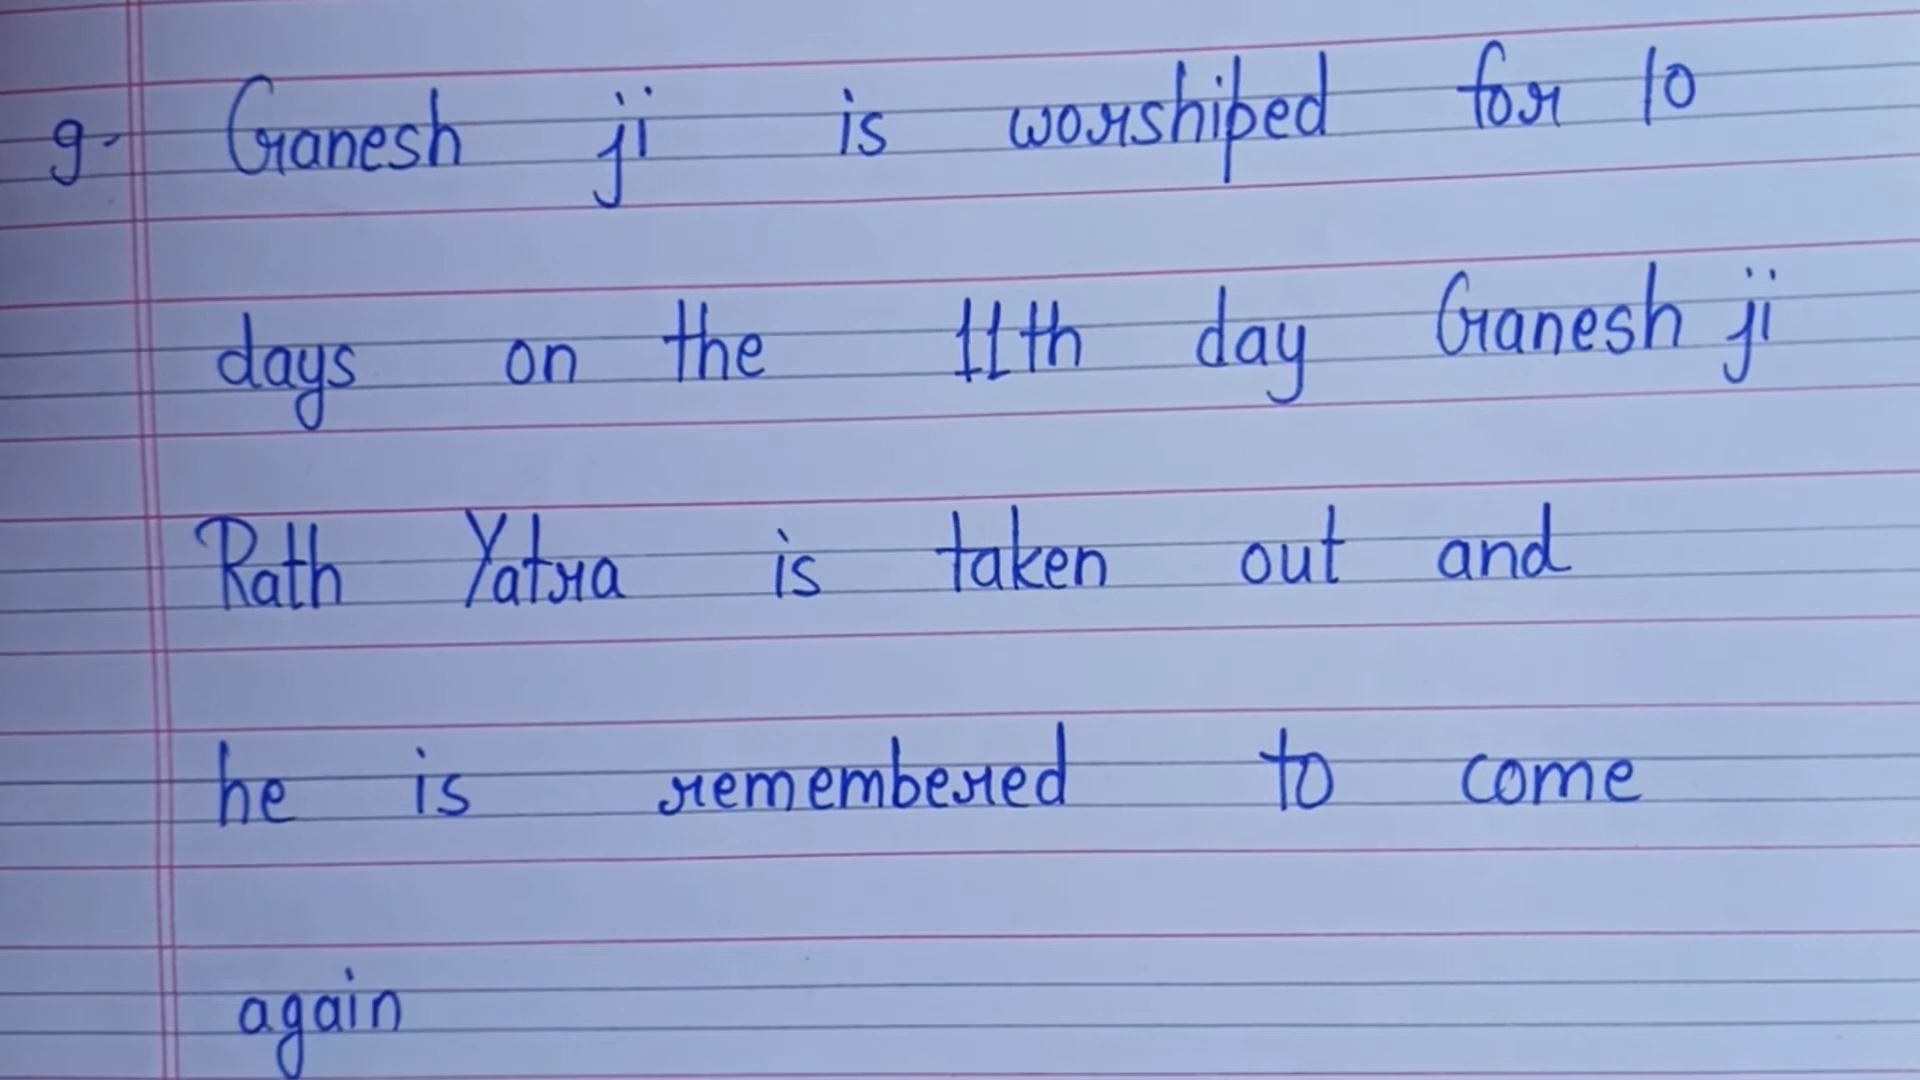 9- Ganesh ji is worshiped for 10
days on the 11th day Ganesh ji
Rath Yatra is taken out and
he is remembered to come
again